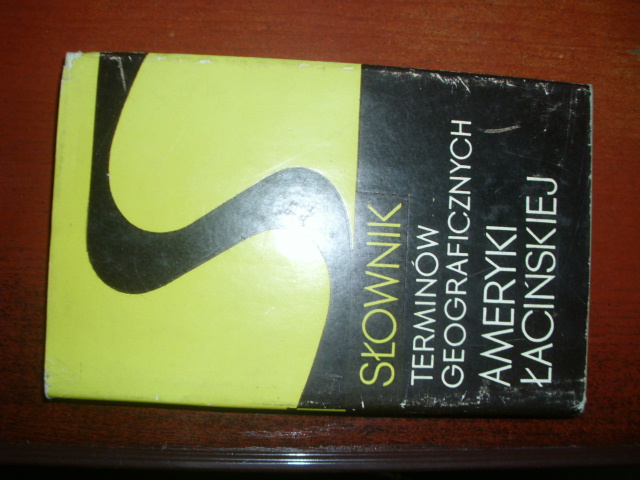 SŁOWNIK
TERMINÓW
GEOGRAFICZNYCH
AMERYKI
ŁACIŃSKIEJ